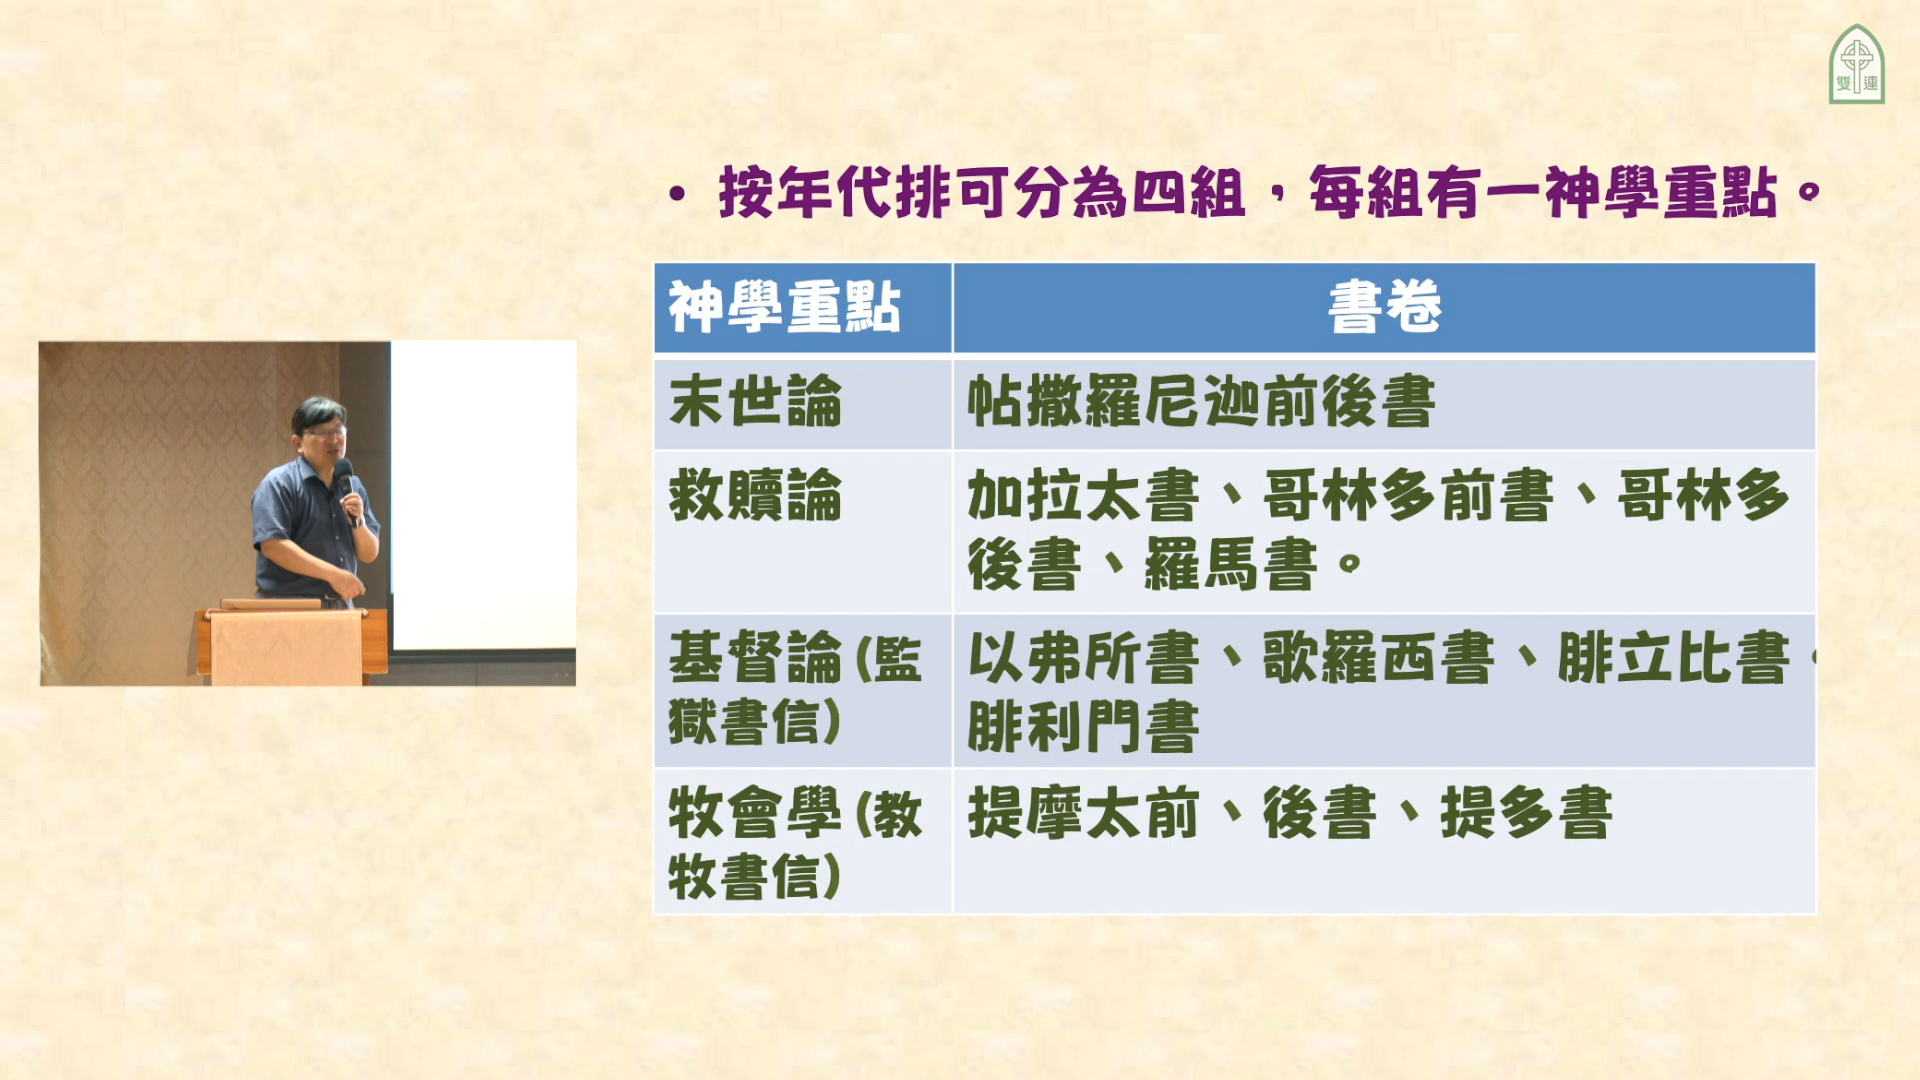 雙連
• 按年代排可分為四組，每組有一神學重點。
神學重點
書卷
末世論
帖撒羅尼迦前後書
救贖論
加拉太書、哥林多前書、哥林多
後書、羅馬書。
基督論(監
獄書信)
以弗所書、歌羅西書、腓立比書、
腓利門書
牧會學(教
牧書信)
提摩太前、後書、提多書